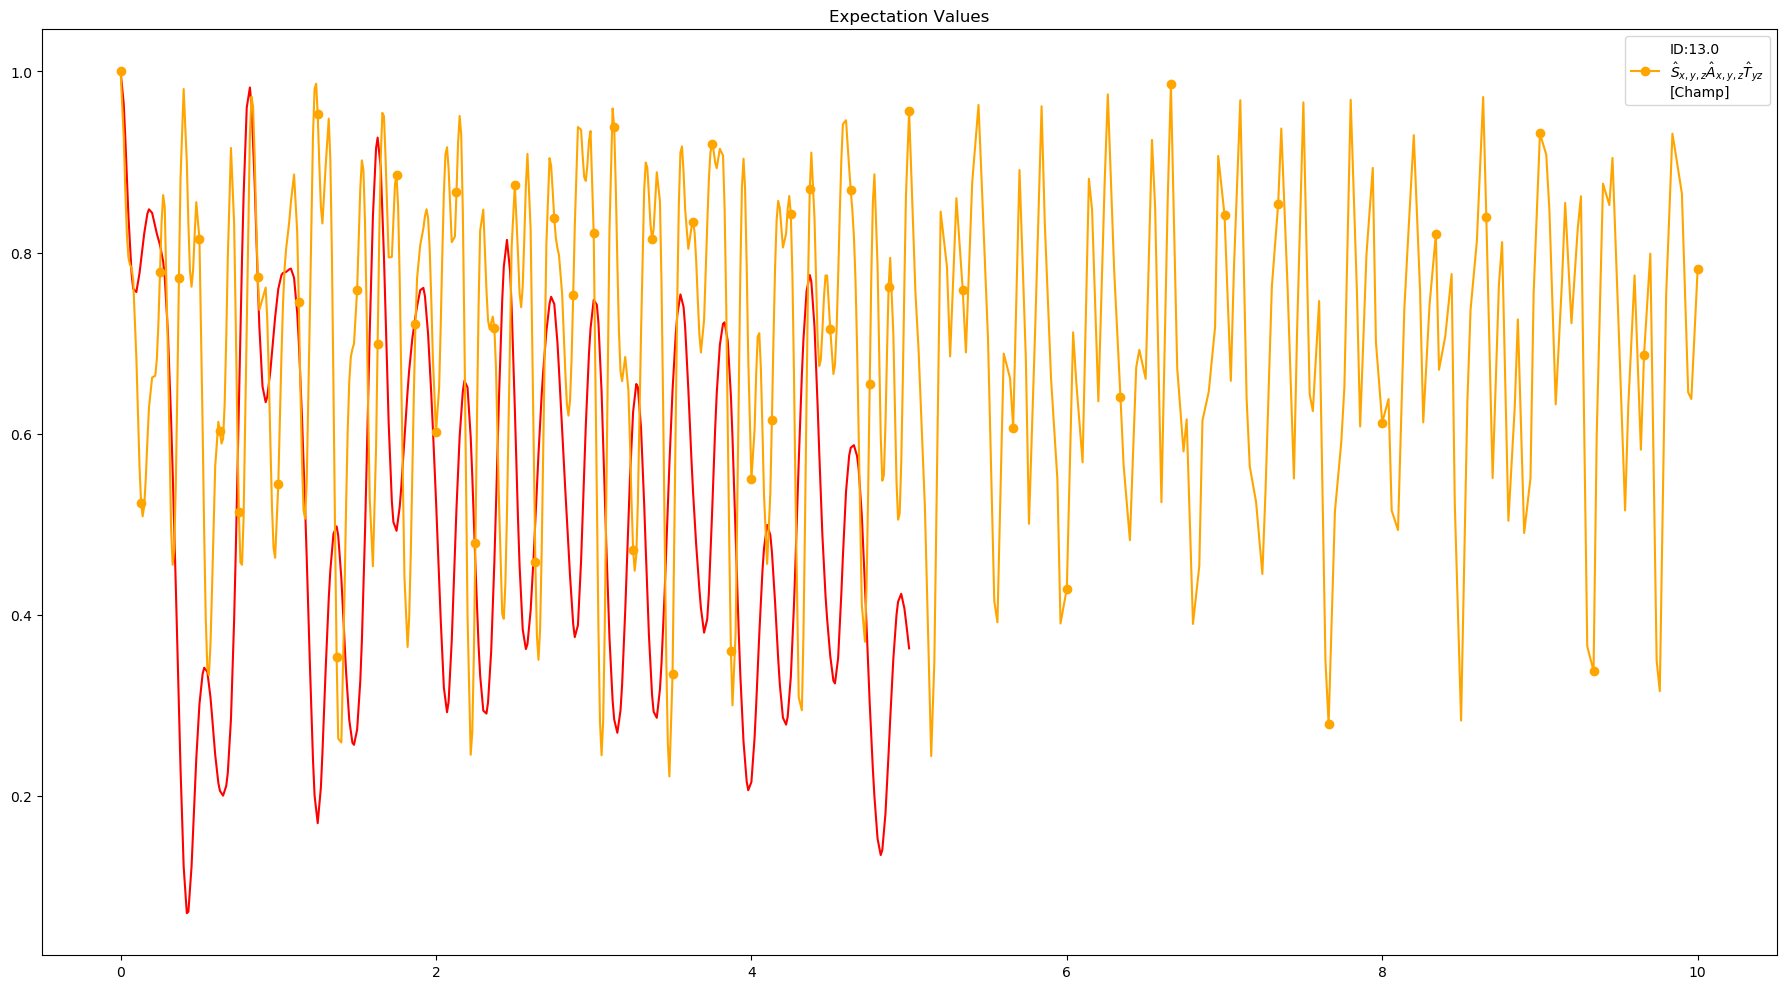 Expectation Values
ID:13.0
$\hat{S}_{x,y,z}\hat{A}_{x,y,z}\hat{T}_{yz}$
[Champ]
1.0
0.8
0.6
0.4
0.2
0 2 4 6 8 10